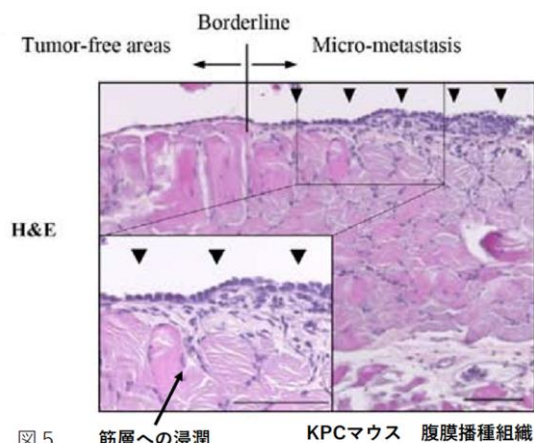 Borderline
Tumor-free areas
Micro-metastasis
H&E
図5
筋層への浸潤
KPCマウス 腹膜播種組織